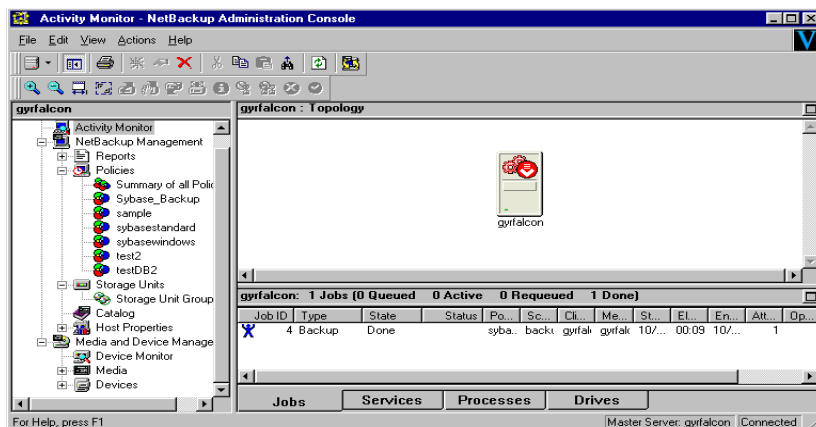 Activity Monitor - NetBackup Administration Console
File Edit View Actions Help
gyrfalcon
Activity Monitor
NetBackup Management
Reports
Policies
Summary of all Polic
Sybase_Backup
sample
sybasestandard
sybasewindows
test2
testDB2
Storage Units
Storage Unit Group
Catalog
Host Properties
Media and Device Manage
Device Monitor
Media
Devices
gyrfalcon : Topology
gyrfalcon
gyrfalcon: 1 Jobs (0 Queued 0 Active 0 Requeued 1 Done)
Job ID Type State Status Po... Sc... Cli... Me... St... El... En... Att... Op...
4 Backup Done syba.. backu gyrfal gyrfalc 10/... 00:09 10/... 1
Jobs Services Processes Drives
For Help, press F1 Master Server: gyrfalcon Connected